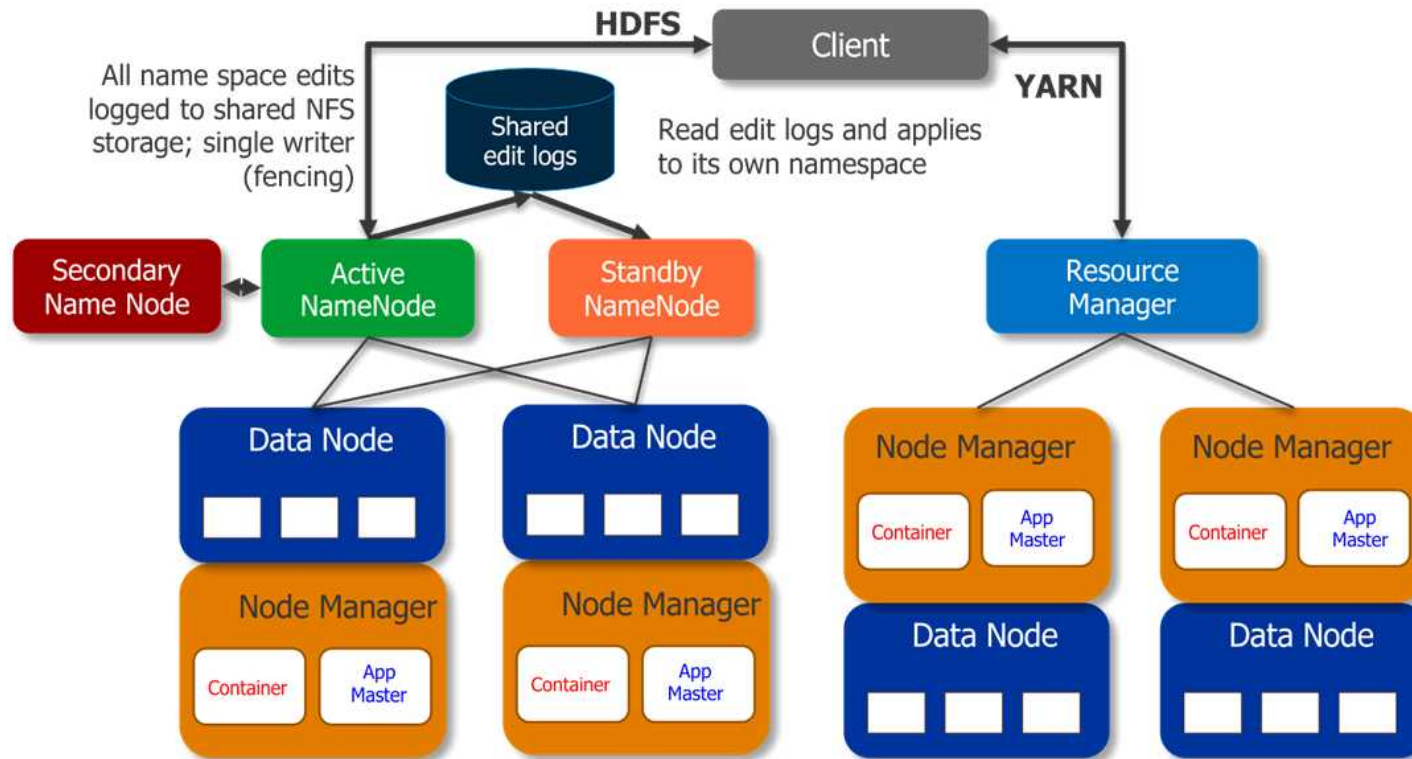 HDFS
Client
YARN
All name space edits
logged to shared NFS
storage; single writer
(fencing)
Shared
edit logs
Read edit logs and applies
to its own namespace
Secondary
Name Node
Active
NameNode
Standby
NameNode
Resource
Manager
Data Node
Data Node
Node Manager
Container
App
Master
Node Manager
Container
App
Master
Node Manager
Container
App
Master
Node Manager
Container
App
Master
Data Node
Data Node